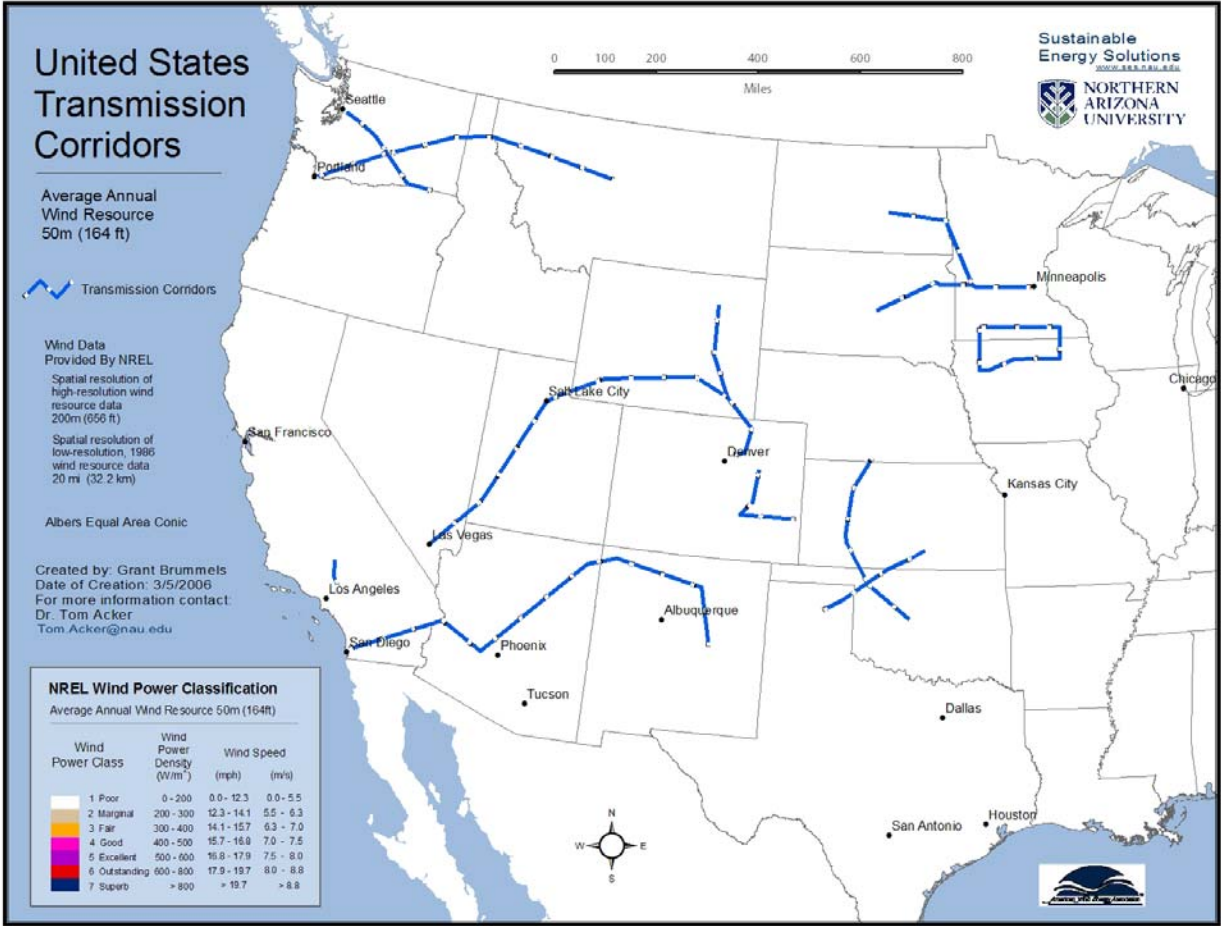 United States
Transmission
Corridors
Average Annual
Wind Resource
50m (164 ft)
Transmission Corridors
Wind Data
Provided By NREL
Spatial resolution of
high-resolution wind
resource data
200m (656 ft)
Spatial resolution of
low-resolution, 1986
wind resource data
20 mi (32.2 km)
Albers Equal Area Conic
Created by: Grant Brummels
Date of Creation: 3/5/2006
For more information contact:
Dr. Tom Acker
Tom.Acker@nau.edu
NREL Wind Power Classification
Average Annual Wind Resource 50m (164ft)
Wind Power Class Wind Power Density (W/m²) Wind Speed (mph) (m/s)
1 Poor 0-200 0.0-12.3 0.0-5.5
2 Marginal 200-300 12.3-14.1 5.5 - 6.3
3 Fair 300-400 14.1-15.7 6.3 - 7.0
4 Good 400-500 15.7-16.8 7.0 - 7.5
5 Excellent 500-600 16.8-17.9 7.5 - 8.0
6 Outstanding 600-800 17.9-19.7 8.0 - 8.8
7 Superb >800 > 19.7 > 8.8
0 100 200 400 600 800
Miles
Sustainable
Energy Solutions
www.ses.nau.edu
NORTHERN
ARIZONA
UNIVERSITY
Seattle
Portland
Minneapolis
Chicago
Salt Lake City
San Francisco
Denver
Kansas City
Las Vegas
Los Angeles
Albuquerque
San Diego
Phoenix
Tucson
Dallas
San Antonio
Houston
N
W E
S
American Wind Energy Association